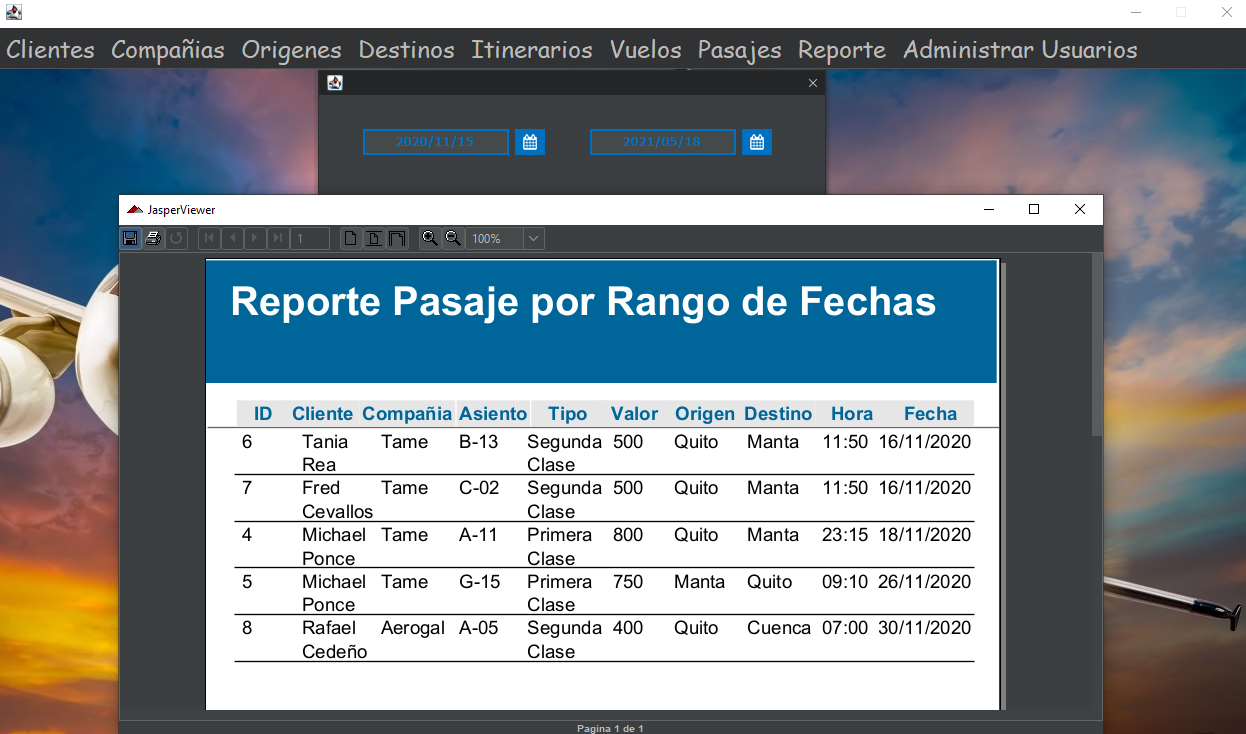 Clientes Compañias Origenes Destinos Itinerarios Vuelos Pasajes Reporte Administrar Usuarios
2020/11/15 2021/05/18
JasperViewer
1 100%
Reporte Pasaje por Rango de Fechas
ID Cliente Compañia Asiento Tipo Valor Origen Destino Hora Fecha
6 Tania Tame B-13 Segunda 500 Quito Manta 11:50 16/11/2020
Rea Clase
7 Fred Tame C-02 Segunda 500 Quito Manta 11:50 16/11/2020
Cevallos Clase
4 Michael Tame A-11 Primera 800 Quito Manta 23:15 18/11/2020
Ponce Clase
5 Michael Tame G-15 Primera 750 Manta Quito 09:10 26/11/2020
Ponce Clase
8 Rafael Aerogal A-05 Segunda 400 Quito Cuenca 07:00 30/11/2020
Cedeño Clase
Pagina 1 de 1